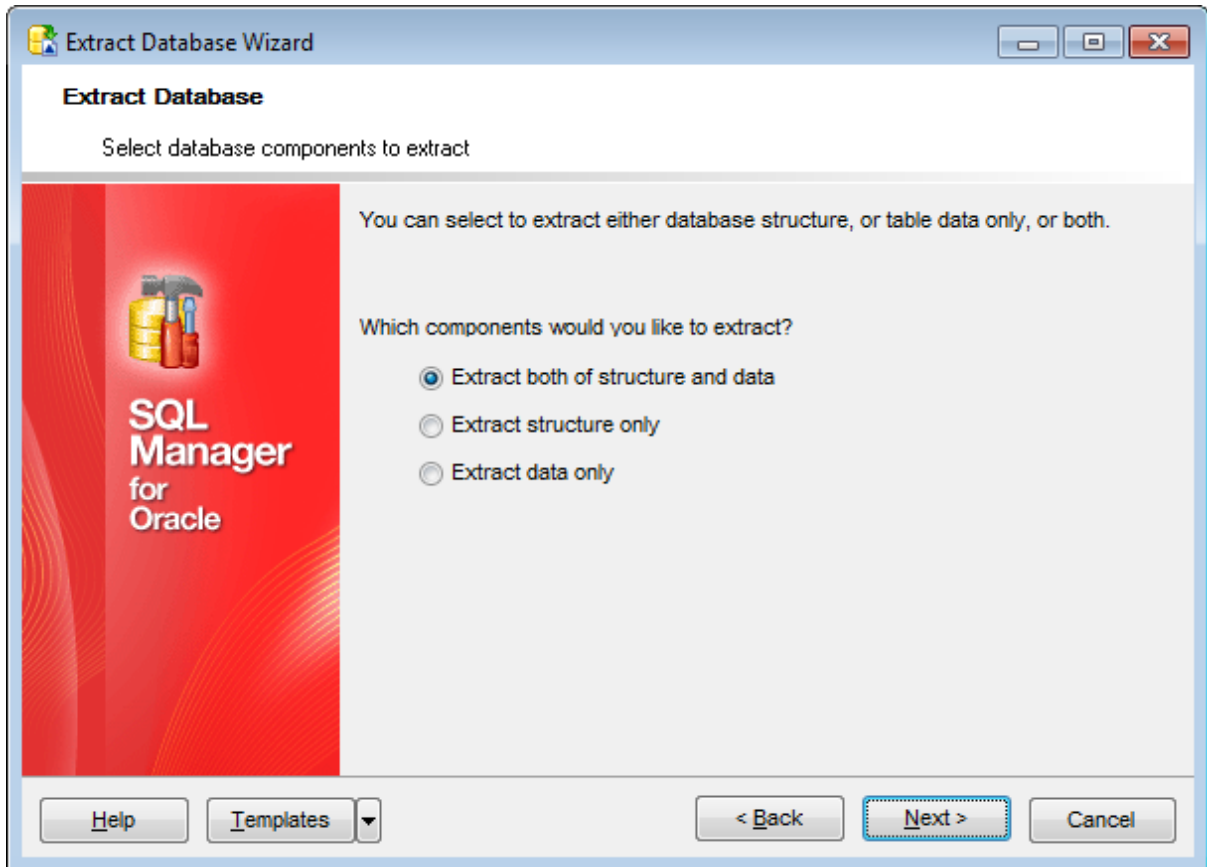 Extract Database Wizard
Extract Database
Select database components to extract
You can select to extract either database structure, or table data only, or both.
Which components would you like to extract?
Extract both of structure and data
Extract structure only
Extract data only
SQL
Manager
for
Oracle
Help
Templates
< Back
Next >
Cancel